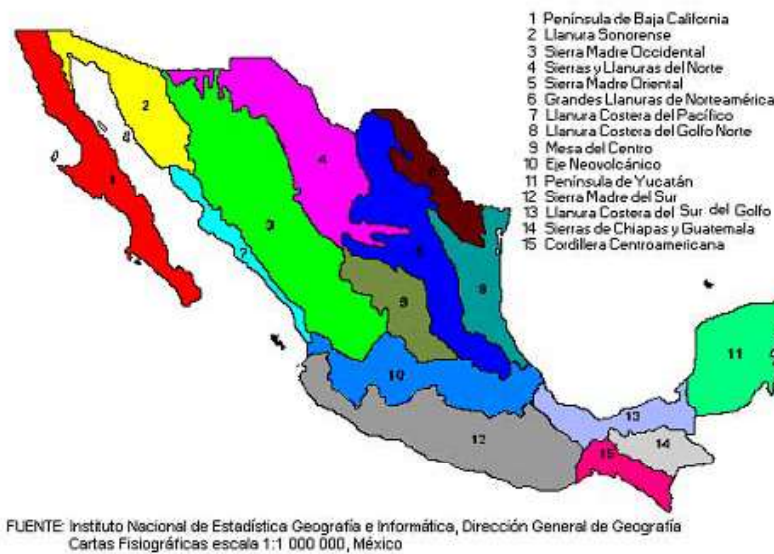 1 Península de Baja California
2 Llanura Sonorense
3 Sierra Madre Occidental
4 Sierras y Llanuras del Norte
5 Sierra Madre Oriental
6 Grandes Llanuras de Norteamérica
7 Llanura Costera del Pacífico
8 Llanura Costera del Golfo Norte
9 Mesa del Centro
10 Eje Neovolcánico
11 Península de Yucatán
12 Sierra Madre del Sur
13 Llanura Costera del Sur del Golfo
14 Sierras de Chiapas y Guatemala
15 Cordillera Centroamericana
2
1
4
3
7
9
10
11
12
13
14
15
FUENTE: Instituto Nacional de Estadística Geografía e Informática, Dirección General de Geografía
Cartas Fisiográficas escala 1:1 000 000, México